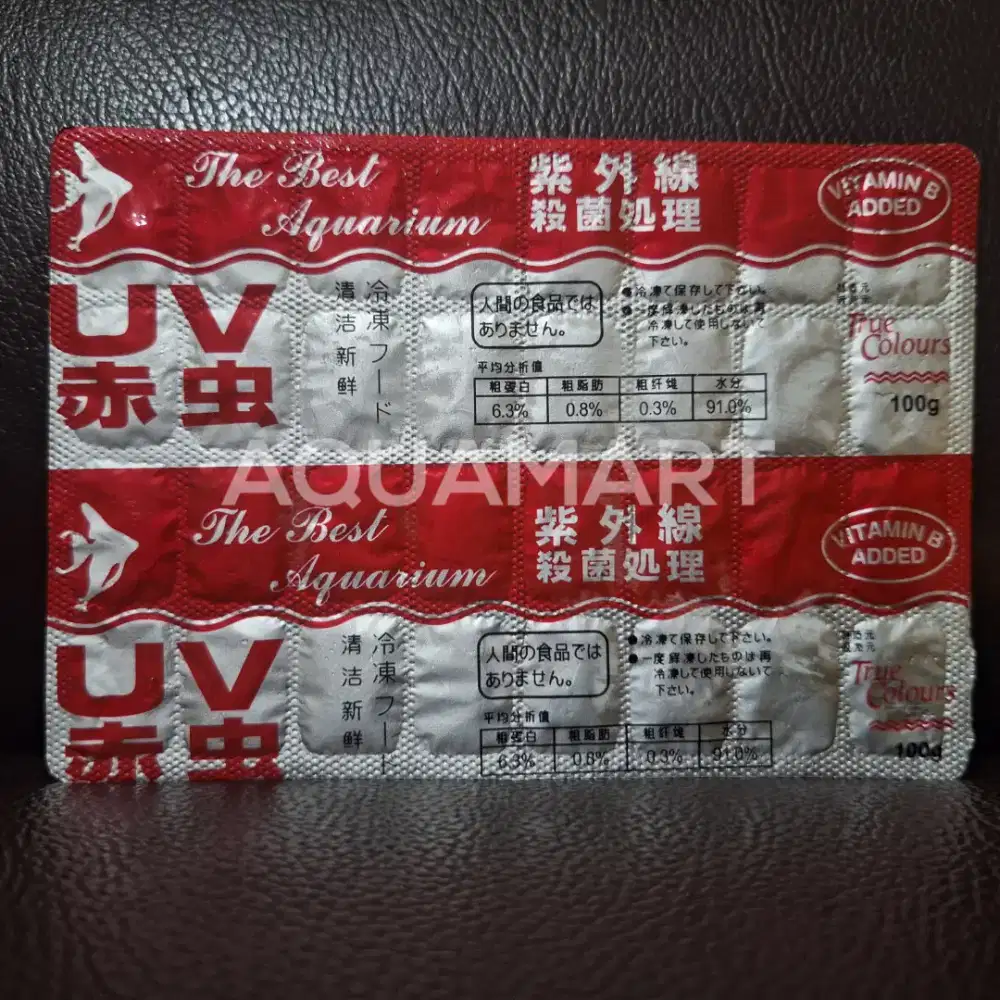 The Best
Aquarium
紫外線
殺菌処理
VITAMIN B
ADDED
UV
赤虫
冷凍フード
清洁新鮮
人間の食品では
ありません。
●冷凍で保存して下さい。
●一度解凍したものは再
冷凍して使用しないで
下さい。
平均分析値
粗蛋白 粗脂肪 粗纤維 水分
6.3% 0.8% 0.3% 91.0%
True
Colours
100g
AQUAMART
The Best
Aquarium
紫外線
殺菌処理
VITAMIN B
ADDED
UV
赤虫
冷凍フード
清洁新鮮
人間の食品では
ありません。
●冷凍で保存して下さい。
●一度解凍したものは再
冷凍して使用しないで
下さい。
平均分析値
粗蛋白 粗脂肪 粗纤維 水分
6.3% 0.8% 0.3% 91.0%
True
Colours
100g